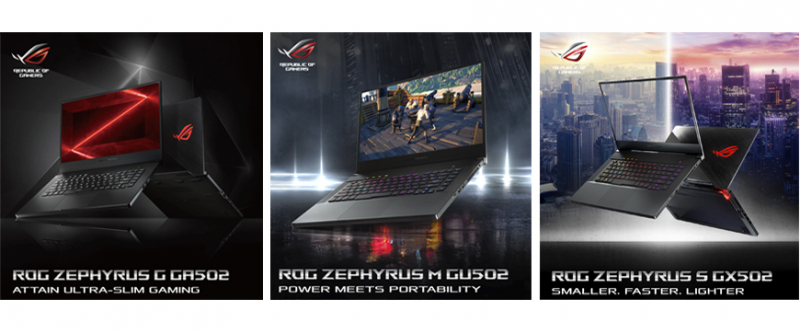 REPUBLIC OF
GAMERS
ROG ZEPHYRUS G GA502
ATTAIN ULTRA-SLIM GAMING
REPUBLIC OF
GAMERS
ROG ZEPHYRUS M GU502
POWER MEETS PORTABILITY
REPUBLIC OF
GAMERS
ROG ZEPHYRUS S GX502
SMALLER. FASTER. LIGHTER